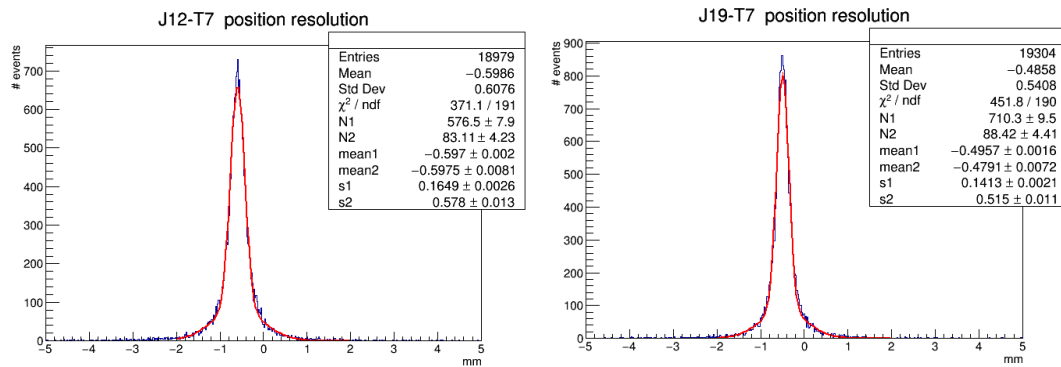 J12-T7 position resolution
# events
700
600
500
400
300
200
100
0
−5 −4 −3 −2 −1 0 1 2 3 4 5
mm
Entries 18979
Mean −0.5986
Std Dev 0.6076
χ² / ndf 371.1 / 191
N1 576.5 ± 7.9
N2 83.11 ± 4.23
mean1 −0.597 ± 0.002
mean2 −0.5975 ± 0.0081
s1 0.1649 ± 0.0026
s2 0.578 ± 0.013
J19-T7 position resolution
# events
900
800
700
600
500
400
300
200
100
0
−5 −4 −3 −2 −1 0 1 2 3 4 5
mm
Entries 19304
Mean −0.4858
Std Dev 0.5408
χ² / ndf 451.8 / 190
N1 710.3 ± 9.5
N2 88.42 ± 4.41
mean1 −0.4957 ± 0.0016
mean2 −0.4791 ± 0.0072
s1 0.1413 ± 0.0021
s2 0.515 ± 0.011